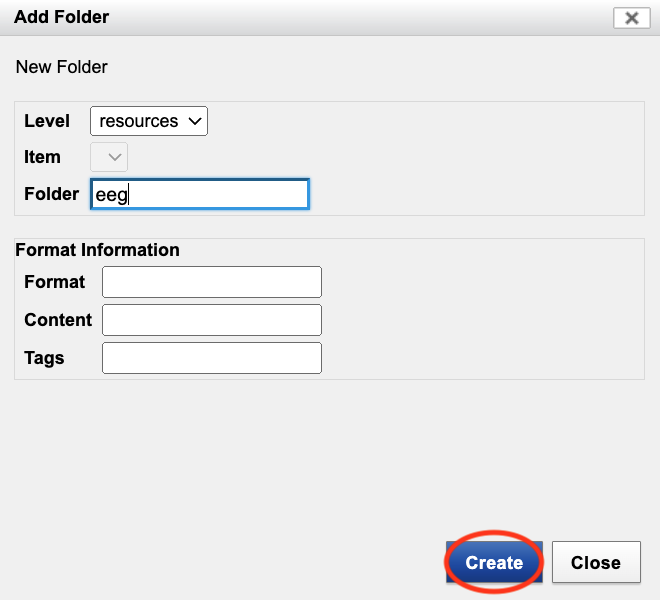 Add Folder
New Folder
Level resources
Item
Folder eeg
Format Information
Format
Content
Tags
Create Close